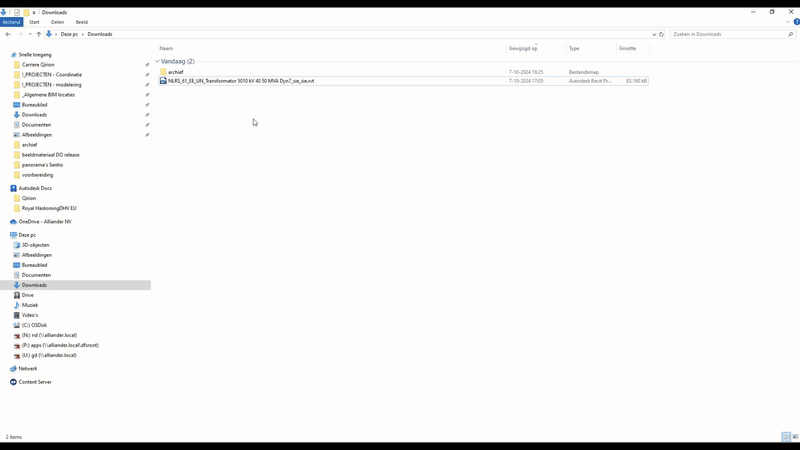 Downloads
Bestand Start Delen Beeld
Deze pc Downloads
Zoeken in Downloads
Naam Gewijzigd op Type Grootte
Snelle toegang
Carriere Qirion
!_PROJECTEN - Coordinatie
!_PROJECTEN - modelering
_Algemene BIM locaties
Bureaublad
Downloads
Documenten
Afbeeldingen
archief
beeldmateriaal DO release
panorama's Sentio
voorbereiding
Autodesk Docs
Qirion
Royal HaskoningDHV EU
OneDrive - Alliander NV
Deze pc
3D-objecten
Afbeeldingen
Bureaublad
Documenten
Downloads
Drive
Muziek
Video's
(C:) OSDisk
(N:) nd (\\alliander.local)
(P:) apps (\\alliander.local\dfsroot)
(U:) gd (\\alliander.local)
Netwerk
Content Server
Vandaag (2)
archief 7-10-2024 16:25 Bestandsmap
NLRS_61_EE_UN_Transformator 5010 kV 40 50 MVA Dyn7_sie_sie.rvt 7-10-2024 17:05 Autodesk Revit Pr... 83.160 kB
2 items